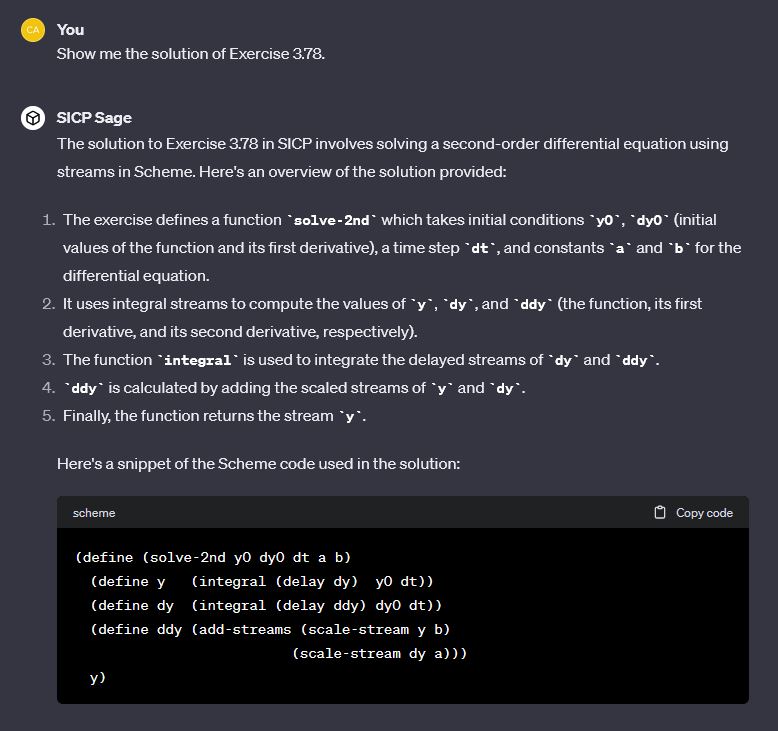 CA
You
Show me the solution of Exercise 3.78.
SICP Sage
The solution to Exercise 3.78 in SICP involves solving a second-order differential equation using
streams in Scheme. Here's an overview of the solution provided:
1. The exercise defines a function `solve-2nd` which takes initial conditions `y0`, `dy0` (initial
values of the function and its first derivative), a time step `dt`, and constants `a` and `b` for the
differential equation.
2. It uses integral streams to compute the values of `y`, `dy`, and `ddy` (the function, its first
derivative, and its second derivative, respectively).
3. The function `integral` is used to integrate the delayed streams of `dy` and `ddy`.
4. `ddy` is calculated by adding the scaled streams of `y` and `dy`.
5. Finally, the function returns the stream `y`.
Here's a snippet of the Scheme code used in the solution:
scheme Copy code
(define (solve-2nd y0 dy0 dt a b)
  (define y   (integral (delay dy)  y0 dt))
  (define dy  (integral (delay ddy) dy0 dt))
  (define ddy (add-streams (scale-stream y b)
                           (scale-stream dy a)))
  y)